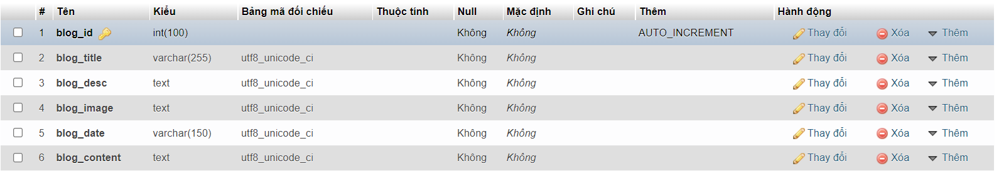 # Tên Kiểu Bảng mã đối chiếu Thuộc tính Null Mặc định Ghi chú Thêm Hành động
1 blog_id int(100) Không Không AUTO_INCREMENT Thay đổi Xóa Thêm
2 blog_title varchar(255) utf8_unicode_ci Không Không Thay đổi Xóa Thêm
3 blog_desc text utf8_unicode_ci Không Không Thay đổi Xóa Thêm
4 blog_image text utf8_unicode_ci Không Không Thay đổi Xóa Thêm
5 blog_date varchar(150) utf8_unicode_ci Không Không Thay đổi Xóa Thêm
6 blog_content text utf8_unicode_ci Không Không Thay đổi Xóa Thêm